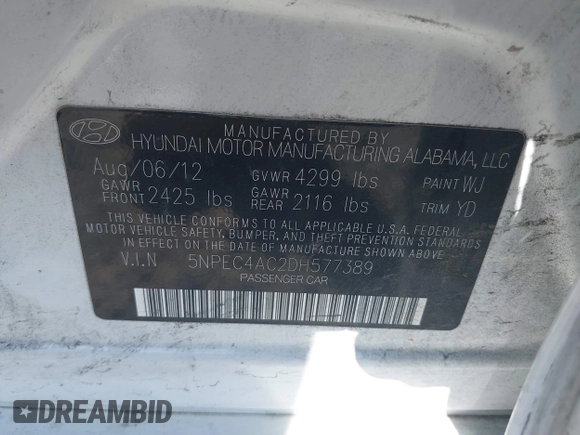 MANUFACTURED BY
HYUNDAI MOTOR MANUFACTURING ALABAMA, LLC
Aug/06/12 GVWR 4299 lbs PAINT WJ
GAWR FRONT 2425 lbs GAWR REAR 2116 lbs TRIM YD
THIS VEHICLE CONFORMS TO ALL APPLICABLE U.S.A. FEDERAL
MOTOR VEHICLE SAFETY, BUMPER, AND THEFT PREVENTION STANDARDS
IN EFFECT ON THE DATE OF MANUFACTURE SHOWN ABOVE.
V.I.N 5NPEC4AC2DH577389
PASSENGER CAR
DREAMBID